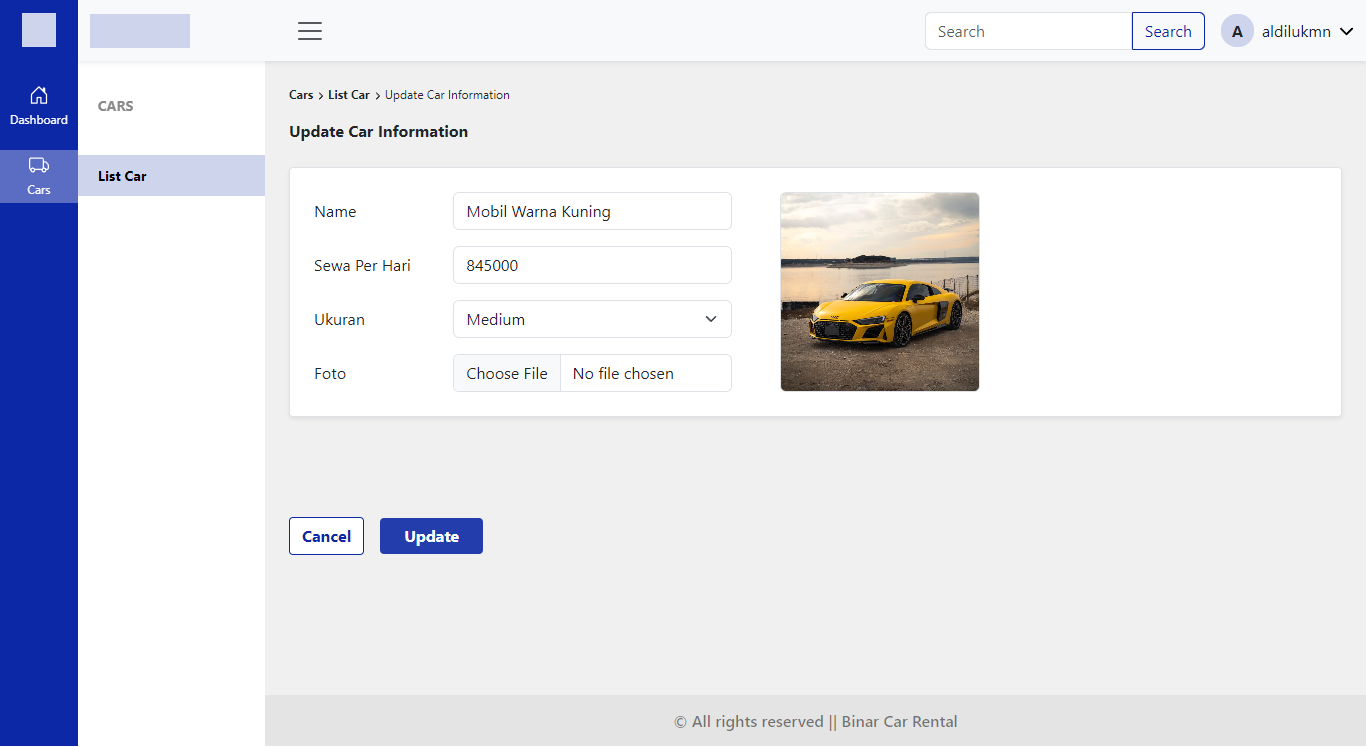 Search
Search
A
aldilukmn
Dashboard
Cars
CARS
List Car
Cars › List Car › Update Car Information
Update Car Information
Name
Mobil Warna Kuning
Sewa Per Hari
845000
Ukuran
Medium
Foto
Choose File
No file chosen
Cancel
Update
© All rights reserved || Binar Car Rental